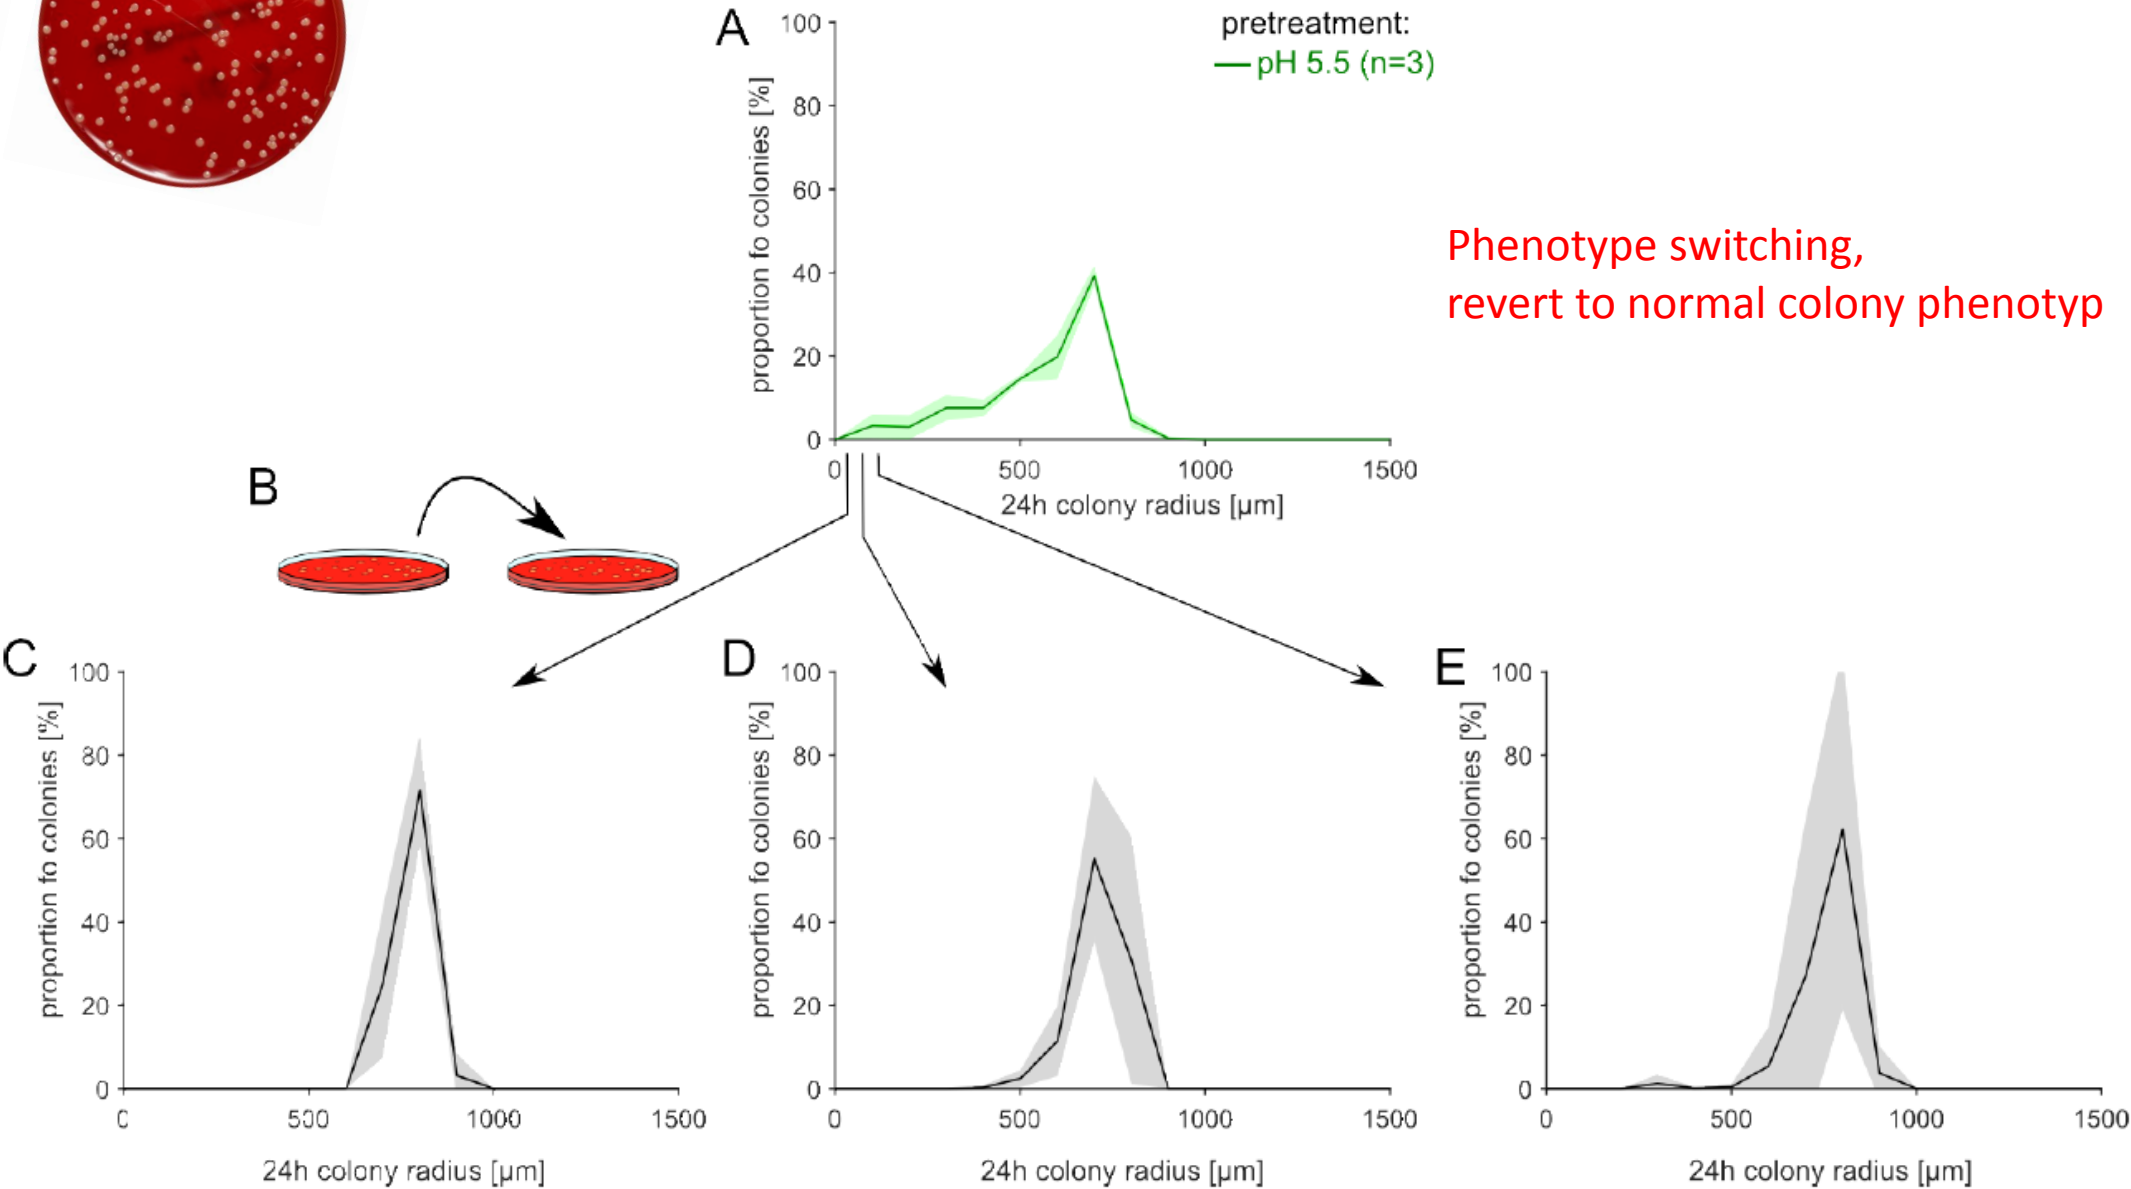 A
pretreatment:
pH 5.5 (n=3)
proportion fo colonies [%]
100
80
60
40
20
0
0 500 1000 1500
24h colony radius [µm]
Phenotype switching,
revert to normal colony phenotyp
B
C
proportion fo colonies [%]
100
80
60
40
20
0
0 500 1000 1500
24h colony radius [µm]
D
proportion fo colonies [%]
100
80
60
40
20
0
0 500 1000 1500
24h colony radius [µm]
E
proportion fo colonies [%]
100
80
60
40
20
0
0 500 1000 1500
24h colony radius [µm]